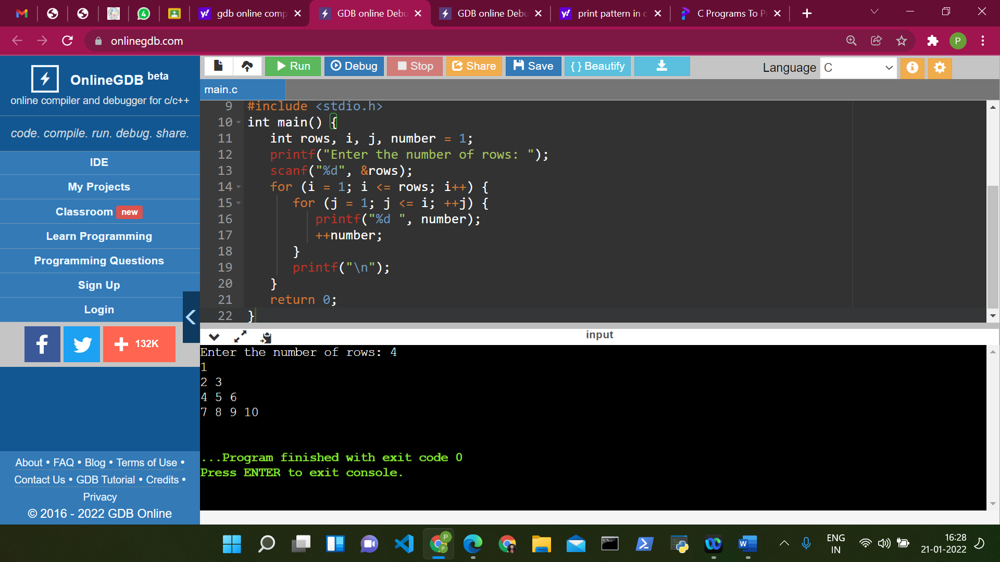 gdb online comp
GDB online Debu
GDB online Debu
print pattern in c
C Programs To P
onlinegdb.com
P
OnlineGDB beta
online compiler and debugger for c/c++
code. compile. run. debug. share.
IDE
My Projects
Classroom new
Learn Programming
Programming Questions
Sign Up
Login
132K
About • FAQ • Blog • Terms of Use •
Contact Us • GDB Tutorial • Credits •
Privacy
© 2016 - 2022 GDB Online
Run
Debug
Stop
Share
Save
{ } Beautify
Language C
main.c
9 #include <stdio.h>
10 int main() {
11 int rows, i, j, number = 1;
12 printf("Enter the number of rows: ");
13 scanf("%d", &rows);
14 for (i = 1; i <= rows; i++) {
15 for (j = 1; j <= i; ++j) {
16 printf("%d ", number);
17 ++number;
18 }
19 printf("\n");
20 }
21 return 0;
22 }
input
Enter the number of rows: 4
1
2 3
4 5 6
7 8 9 10
...Program finished with exit code 0
Press ENTER to exit console.
ENG
IN
16:28
21-01-2022